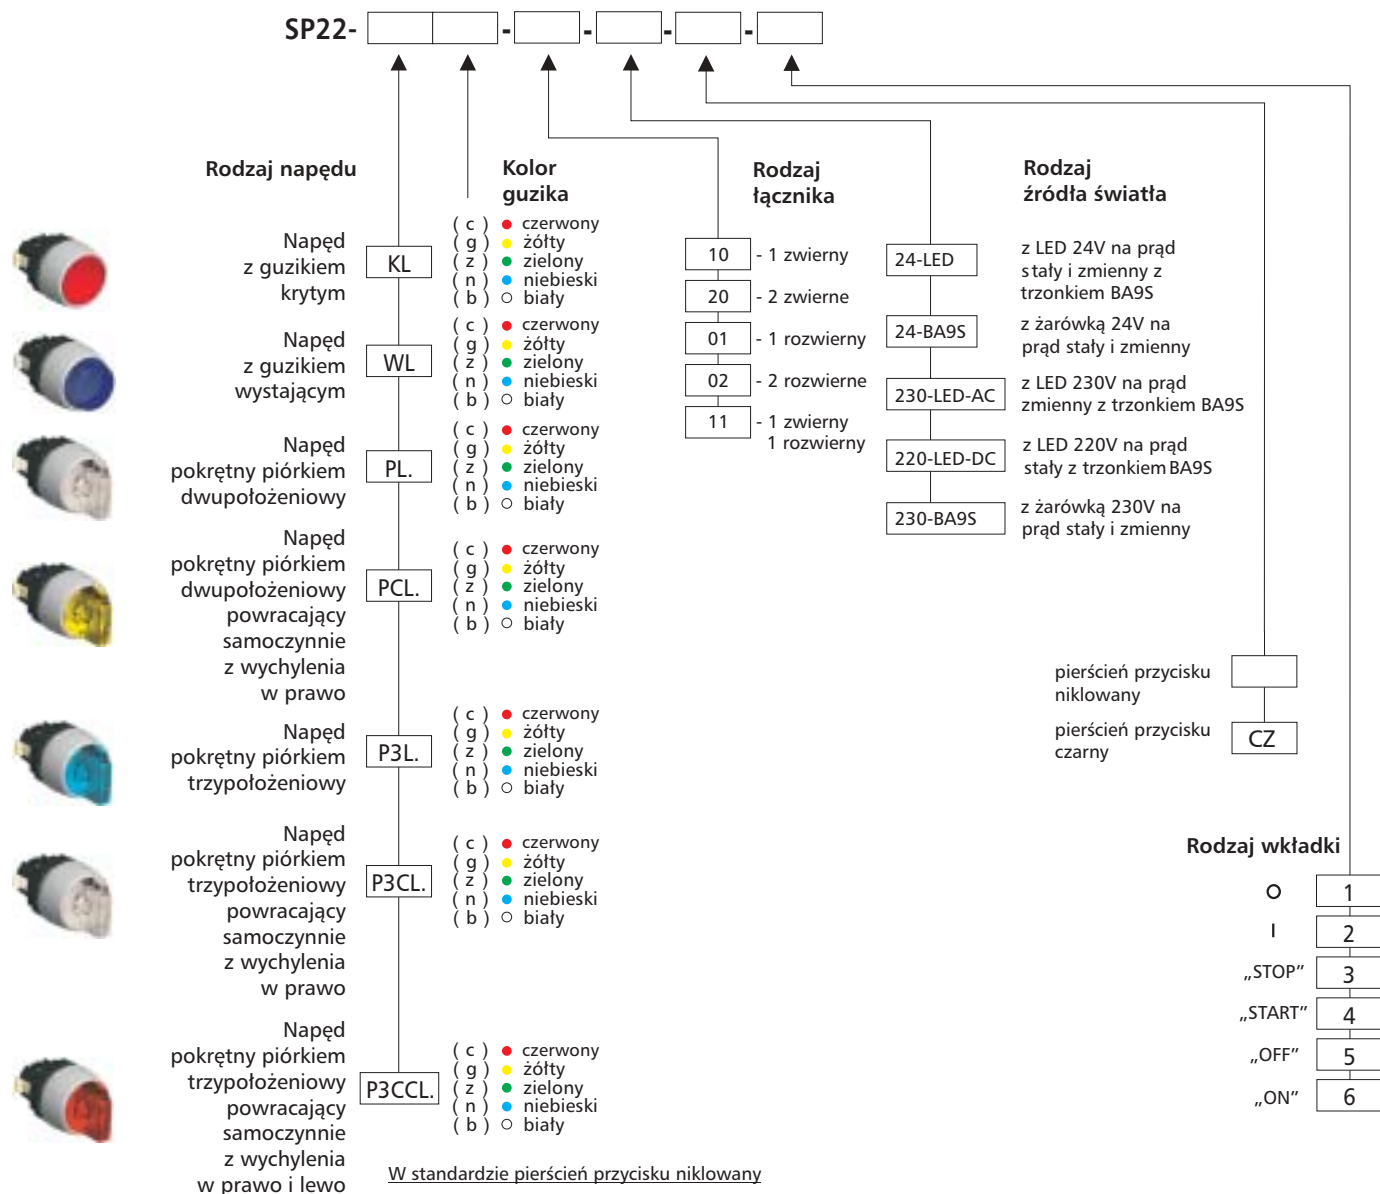 SP22- - - - -
Rodzaj napędu
Kolor
guzika
Rodzaj
łącznika
Rodzaj
źródła światła
Napęd
z guzikiem
krytym
KL
( c ) czerwony
( g ) żółty
( z ) zielony
( n ) niebieski
( b ) biały
Napęd
z guzikiem
wystającym
WL
( c ) czerwony
( g ) żółty
( z ) zielony
( n ) niebieski
( b ) biały
Napęd
pokrętny piórkiem
dwupołożeniowy
PL.
( c ) czerwony
( g ) żółty
( z ) zielony
( n ) niebieski
( b ) biały
Napęd
pokrętny piórkiem
dwupołożeniowy
powracający
samoczynnie
z wychylenia
w prawo
PCL.
( c ) czerwony
( g ) żółty
( z ) zielony
( n ) niebieski
( b ) biały
Napęd
pokrętny piórkiem
trzypołożeniowy
P3L.
( c ) czerwony
( g ) żółty
( z ) zielony
( n ) niebieski
( b ) biały
Napęd
pokrętny piórkiem
trzypołożeniowy
powracający
samoczynnie
z wychylenia
w prawo
P3CL.
( c ) czerwony
( g ) żółty
( z ) zielony
( n ) niebieski
( b ) biały
Napęd
pokrętny piórkiem
trzypołożeniowy
powracający
samoczynnie
z wychylenia
w prawo i lewo
P3CCL.
( c ) czerwony
( g ) żółty
( z ) zielony
( n ) niebieski
( b ) biały
10 - 1 zwierny
20 - 2 zwierne
01 - 1 rozwierny
02 - 2 rozwierne
11 - 1 zwierny
1 rozwierny
24-LED
z LED 24V na prąd
stały i zmienny z
trzonkiem BA9S
24-BA9S
z żarówką 24V na
prąd stały i zmienny
230-LED-AC
z LED 230V na prąd
zmienny z trzonkiem BA9S
220-LED-DC
z LED 220V na prąd
stały z trzonkiem BA9S
230-BA9S
z żarówką 230V na
prąd stały i zmienny
pierścień przycisku
niklowany
pierścień przycisku
czarny
CZ
Rodzaj wkładki
O 1
I 2
„STOP” 3
„START” 4
„OFF” 5
„ON” 6
W standardzie pierścień przycisku niklowany